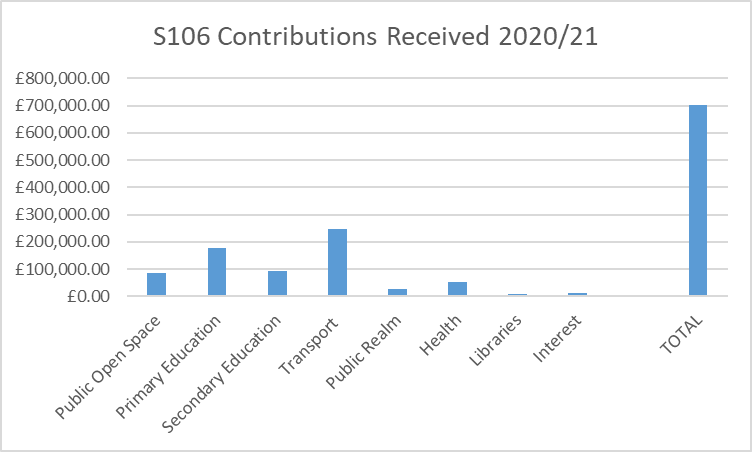 S106 Contributions Received 2020/21
£800,000.00
£700,000.00
£600,000.00
£500,000.00
£400,000.00
£300,000.00
£200,000.00
£100,000.00
£0.00
Public Open Space
Primary Education
Secondary Education
Transport
Public Realm
Health
Libraries
Interest
TOTAL